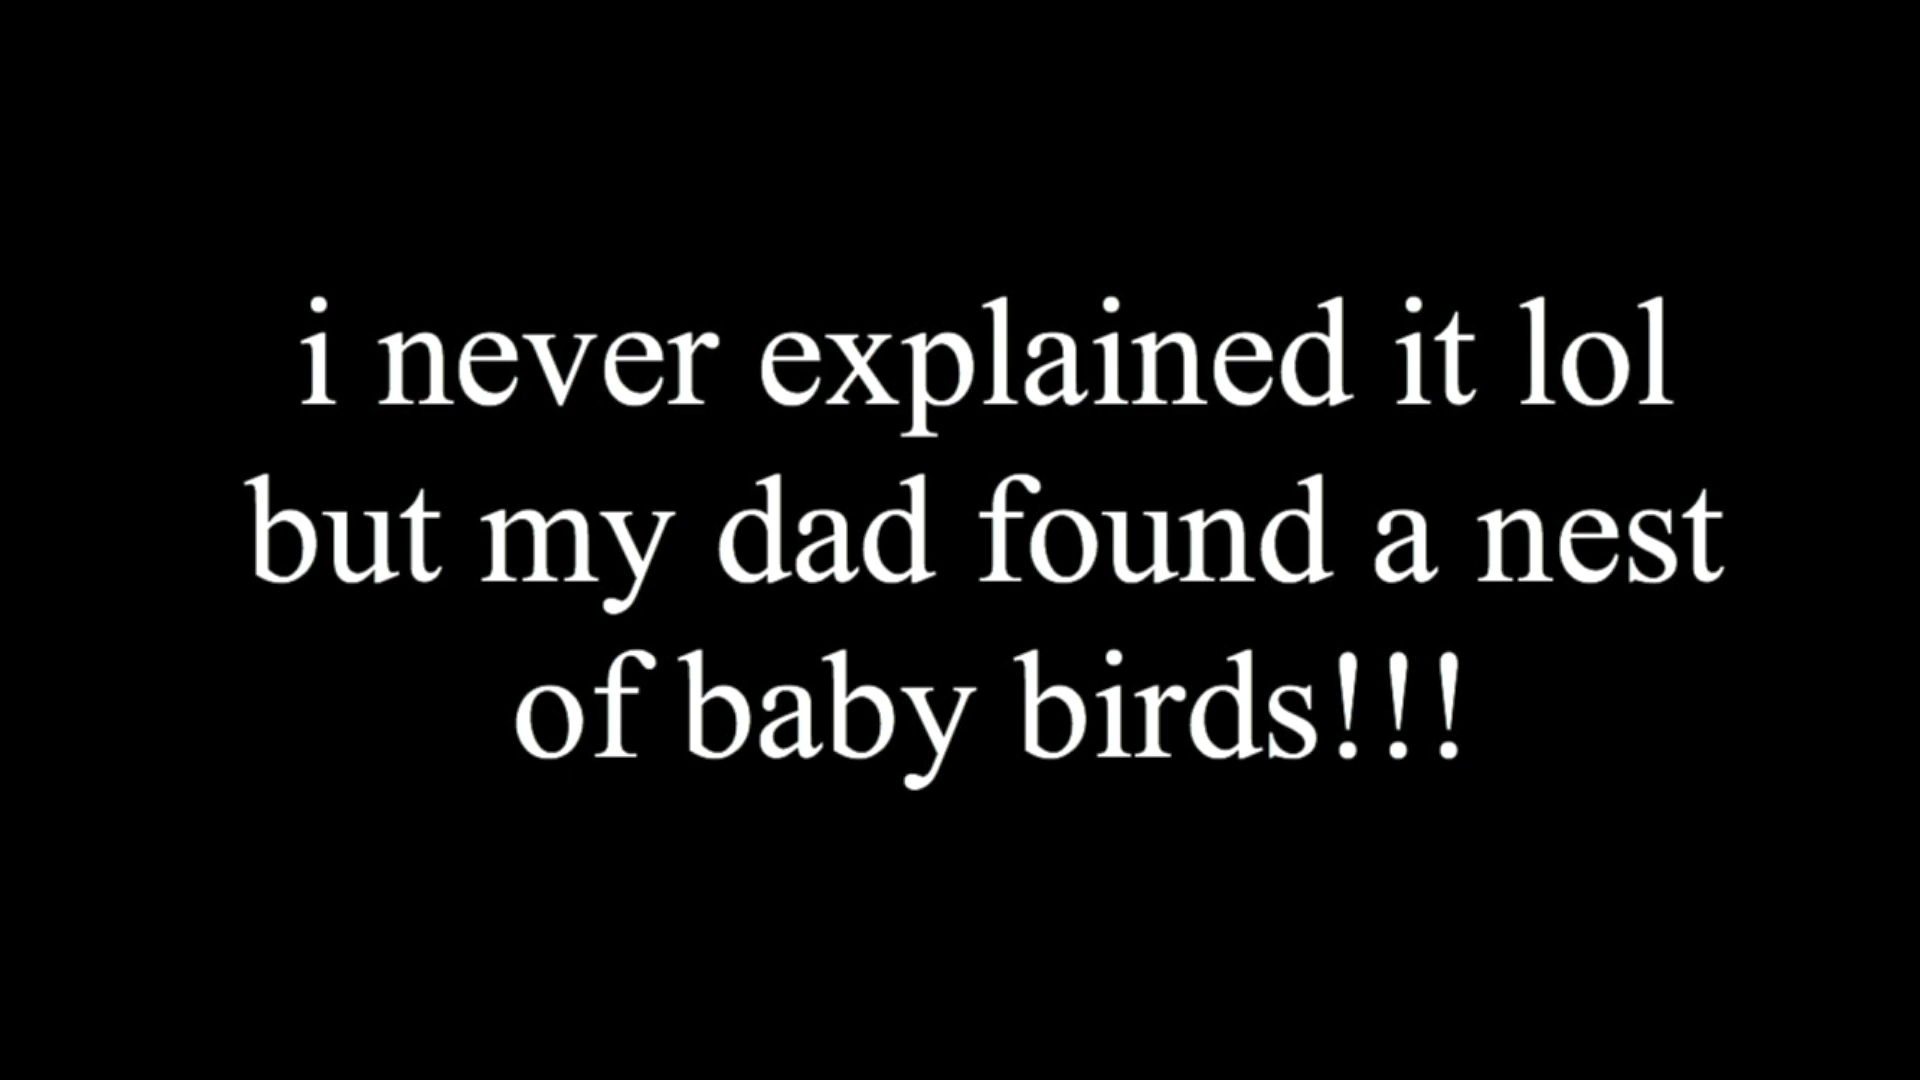 i never explained it lol
but my dad found a nest
of baby birds!!!